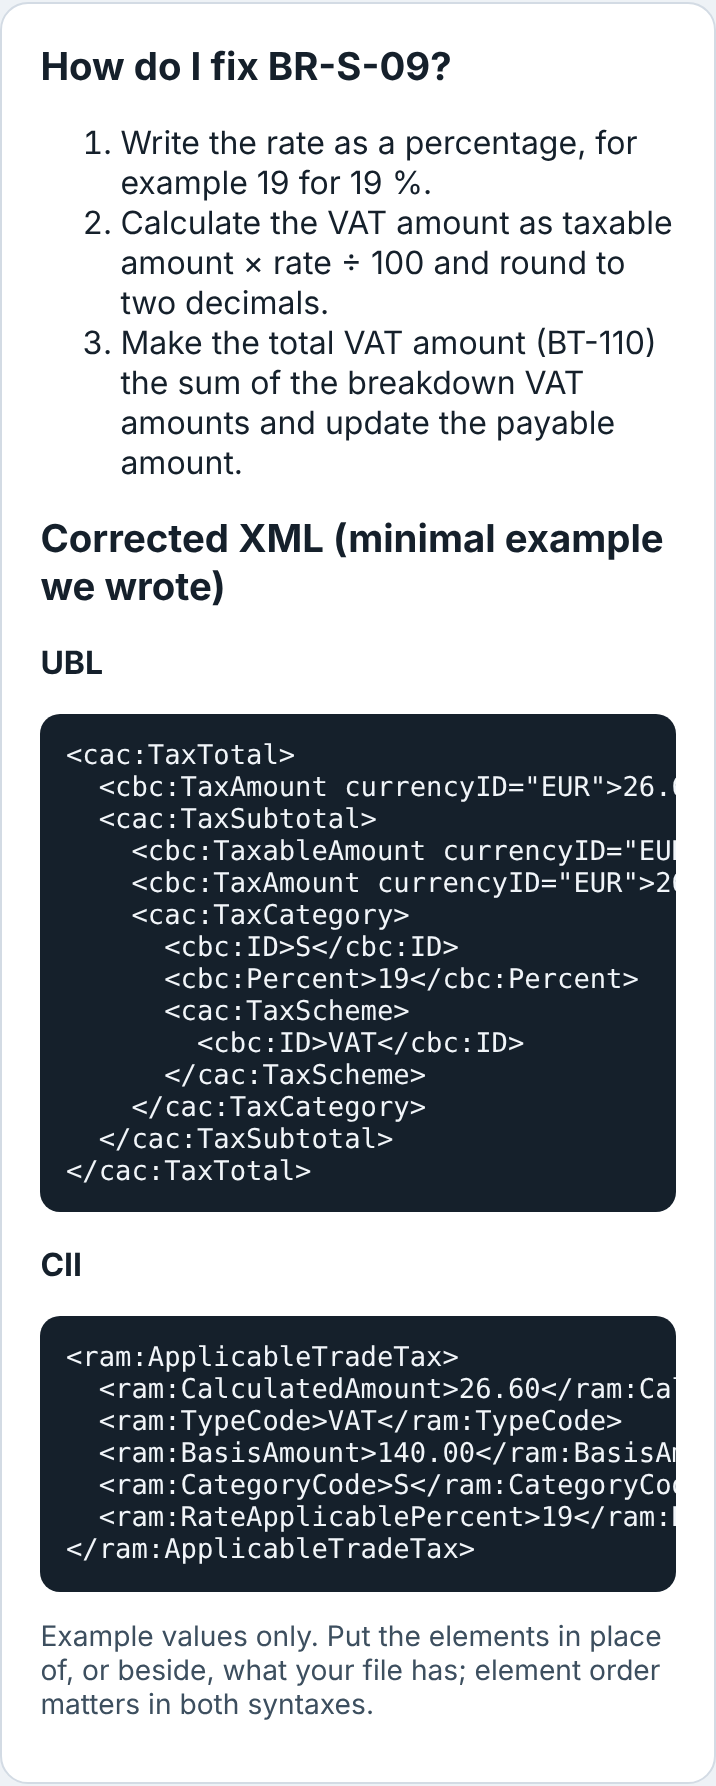 How do I fix BR-S-09?
1. Write the rate as a percentage, for
example 19 for 19 %.
2. Calculate the VAT amount as taxable
amount × rate ÷ 100 and round to
two decimals.
3. Make the total VAT amount (BT-110)
the sum of the breakdown VAT
amounts and update the payable
amount.
Corrected XML (minimal example
we wrote)
UBL
<cac:TaxTotal>
  <cbc:TaxAmount currencyID="EUR">26.
  <cac:TaxSubtotal>
    <cbc:TaxableAmount currencyID="EU
    <cbc:TaxAmount currencyID="EUR">2
    <cac:TaxCategory>
      <cbc:ID>S</cbc:ID>
      <cbc:Percent>19</cbc:Percent>
      <cac:TaxScheme>
        <cbc:ID>VAT</cbc:ID>
      </cac:TaxScheme>
    </cac:TaxCategory>
  </cac:TaxSubtotal>
</cac:TaxTotal>
CII
<ram:ApplicableTradeTax>
  <ram:CalculatedAmount>26.60</ram:Ca
  <ram:TypeCode>VAT</ram:TypeCode>
  <ram:BasisAmount>140.00</ram:BasisA
  <ram:CategoryCode>S</ram:CategoryCo
  <ram:RateApplicablePercent>19</ram:
</ram:ApplicableTradeTax>
Example values only. Put the elements in place
of, or beside, what your file has; element order
matters in both syntaxes.